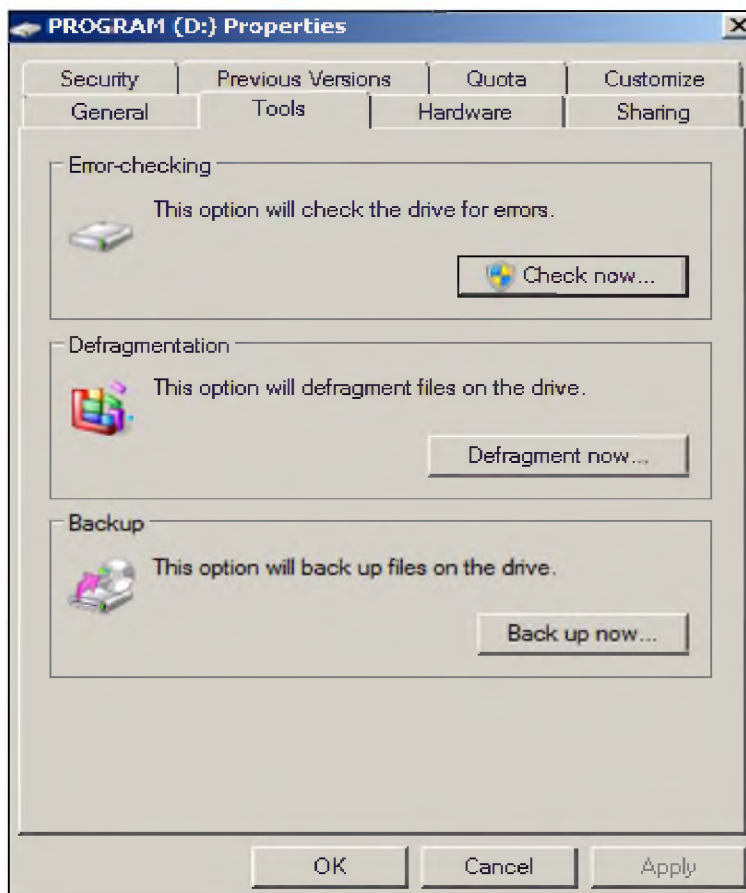 PROGRAM (D:) Properties
Security Previous Versions Quota Customize
General Tools Hardware Sharing
Error-checking
This option will check the drive for errors.
Check now...
Defragmentation
This option will defragment files on the drive.
Defragment now...
Backup
This option will back up files on the drive.
Back up now...
OK Cancel Apply